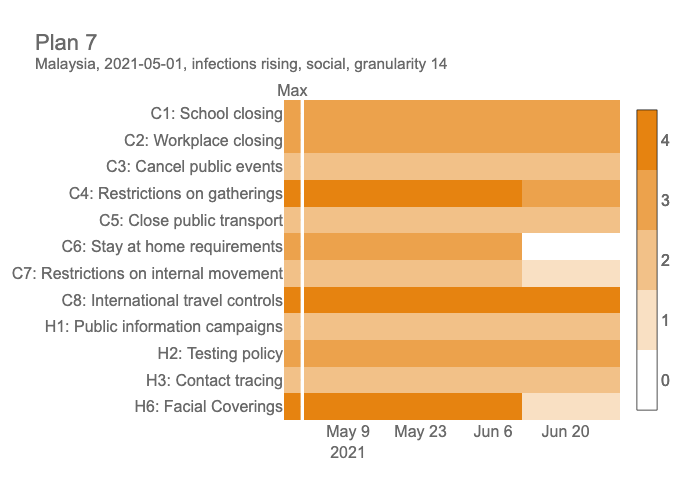 Plan 7
Malaysia, 2021-05-01, infections rising, social, granularity 14
Max
C1: School closing
C2: Workplace closing
C3: Cancel public events
C4: Restrictions on gatherings
C5: Close public transport
C6: Stay at home requirements
C7: Restrictions on internal movement
C8: International travel controls
H1: Public information campaigns
H2: Testing policy
H3: Contact tracing
H6: Facial Coverings
May 9 May 23 Jun 6 Jun 20
2021
4
3
2
1
0